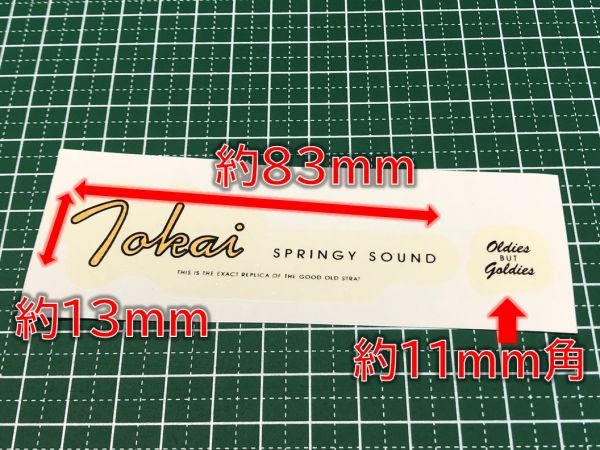 約83mm
Tokai SPRINGY SOUND
THIS IS THE EXACT REPLICA OF THE GOOD OLD STRAT
Oldies
BUT
Goldies
約13mm
約11mm角